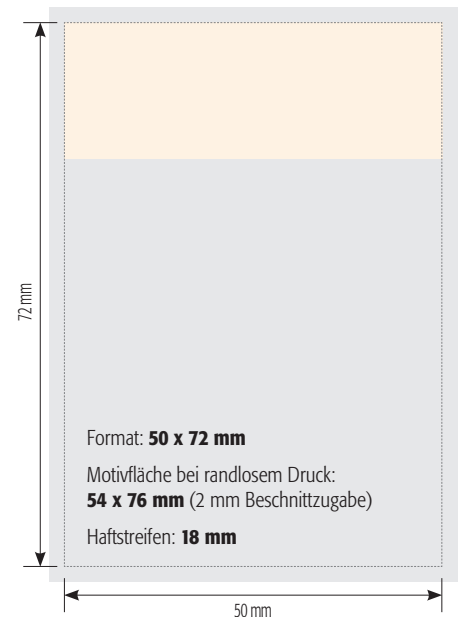 72 mm
Format: 50 x 72 mm
Motivfläche bei randlosem Druck:
54 x 76 mm (2 mm Beschnittzugabe)
Haftstreifen: 18 mm
50 mm